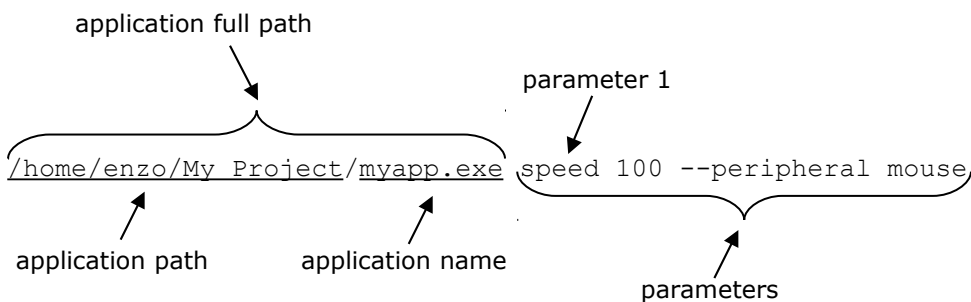 application full path
parameter 1
/home/enzo/My Project/myapp.exe speed 100 --peripheral mouse
application path
application name
parameters